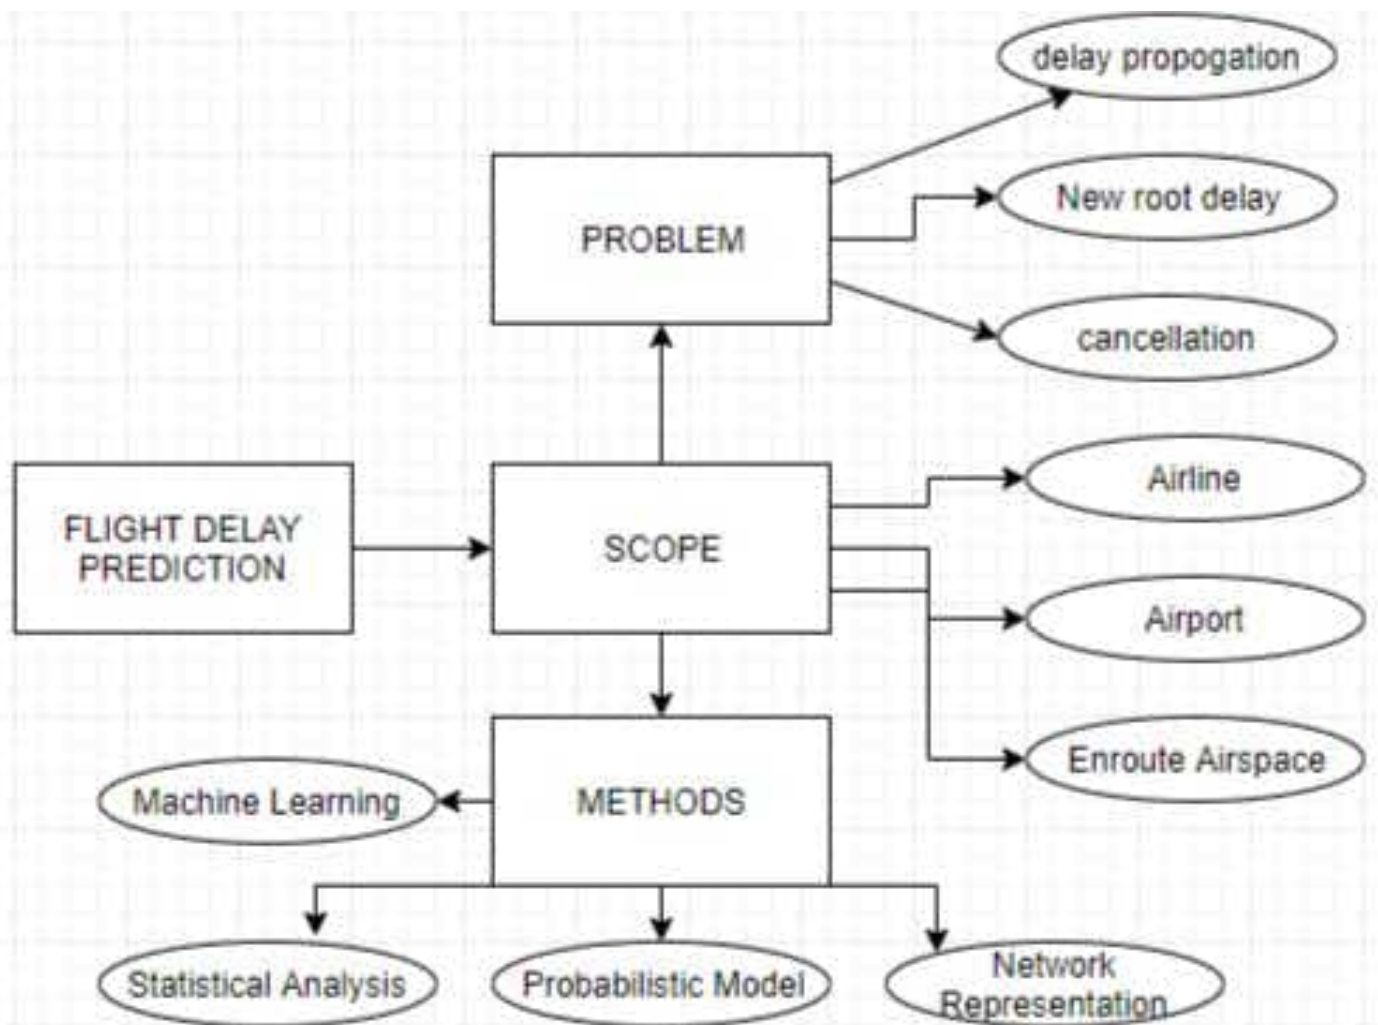 delay propogation
New root delay
PROBLEM
cancellation
Airline
FLIGHT DELAY
PREDICTION
SCOPE
Airport
Enroute Airspace
Machine Learning
METHODS
Statistical Analysis
Probabilistic Model
Network
Representation